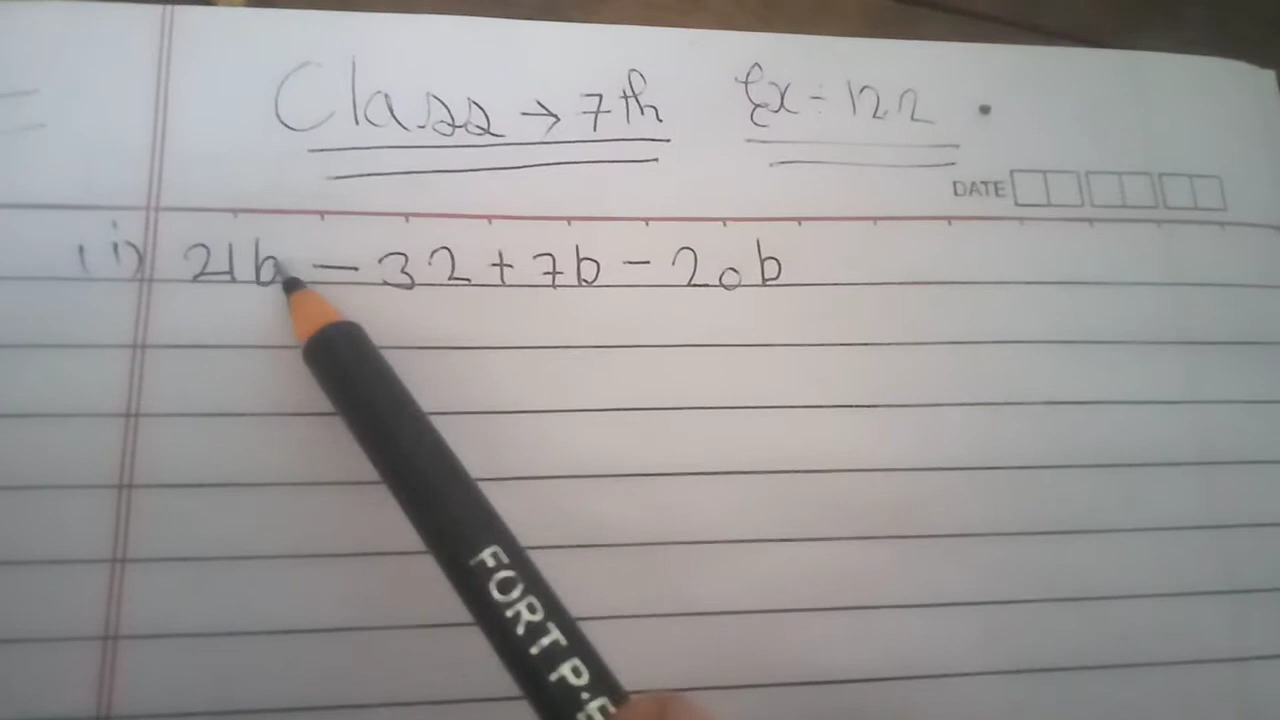 Class → 7th Ex - 12.2
DATE
(i) 21b - 32 + 7b - 20b
FORT P.